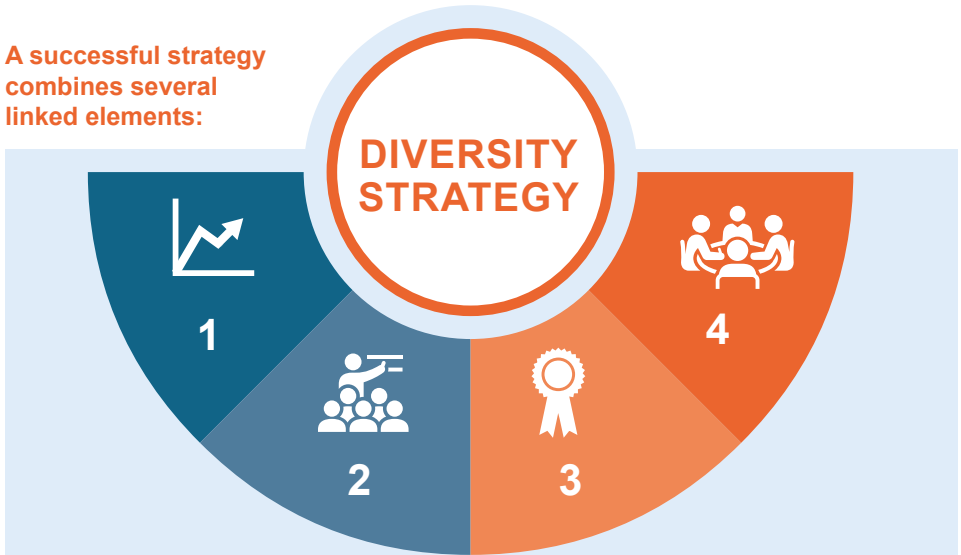 A successful strategy
combines several
linked elements:
DIVERSITY
STRATEGY
1
2
3
4